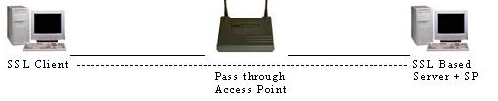 SSL Client
Pass through
Access Point
SSL Based
Server + SP